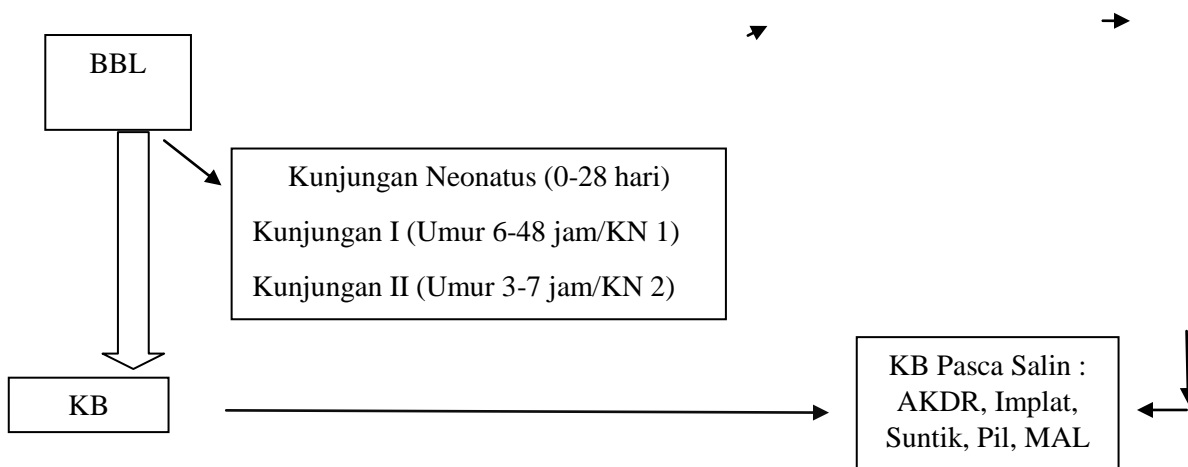 BBL
Kunjungan Neonatus (0-28 hari)
Kunjungan I (Umur 6-48 jam/KN 1)
Kunjungan II (Umur 3-7 jam/KN 2)
KB
KB Pasca Salin :
AKDR, Implat,
Suntik, Pil, MAL